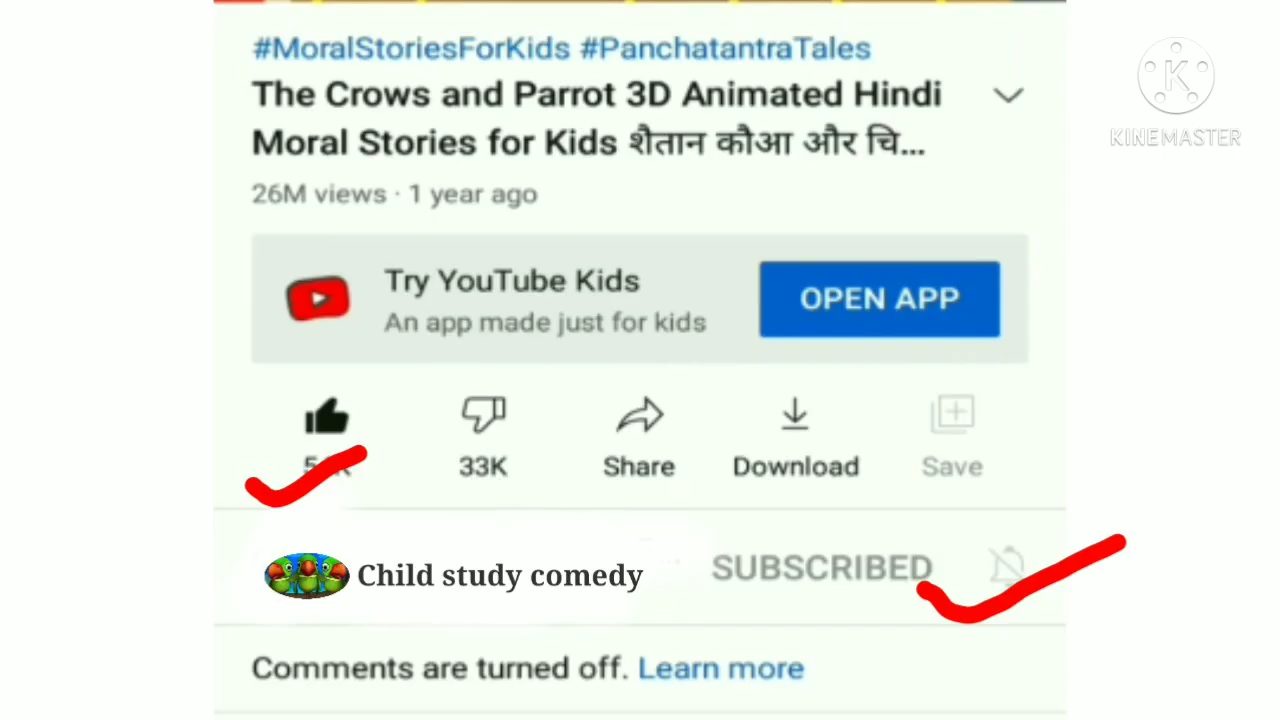 #MoralStoriesForKids #PanchatantraTales
The Crows and Parrot 3D Animated Hindi
Moral Stories for Kids शैतान कौआ और चि...
26M views · 1 year ago
KINEMASTER
Try YouTube Kids
An app made just for kids
OPEN APP
33K
Share
Download
Save
Child study comedy
SUBSCRIBED
Comments are turned off. Learn more